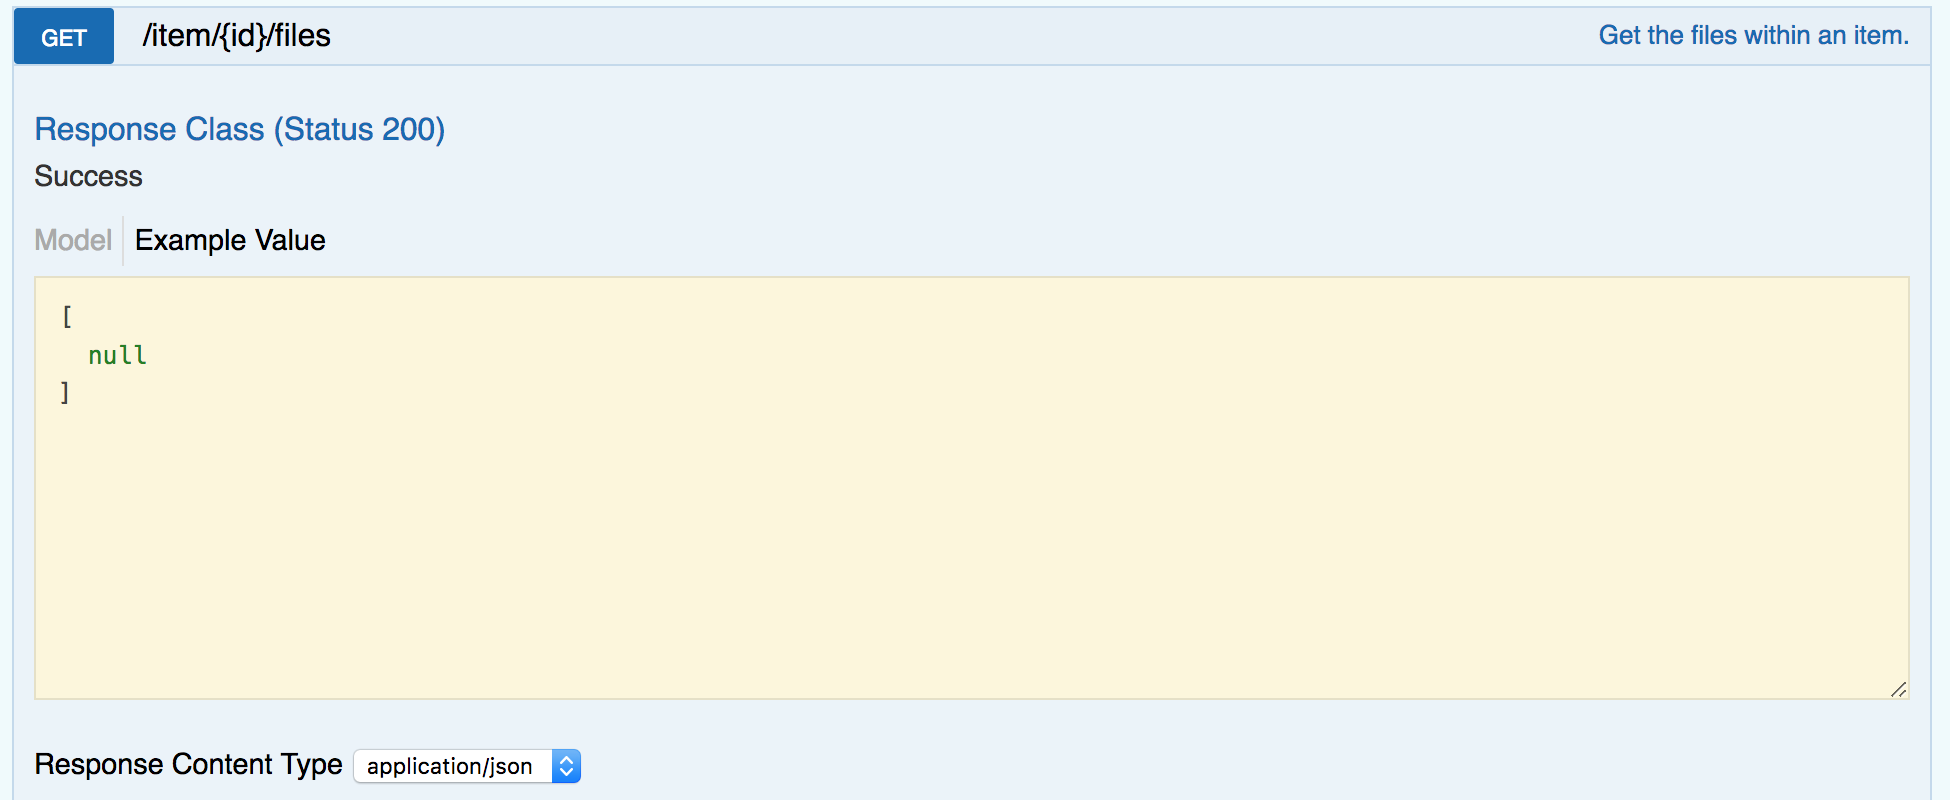 GET /item/{id}/files Get the files within an item.
Response Class (Status 200)
Success
Model Example Value
[
  null
]
Response Content Type application/json